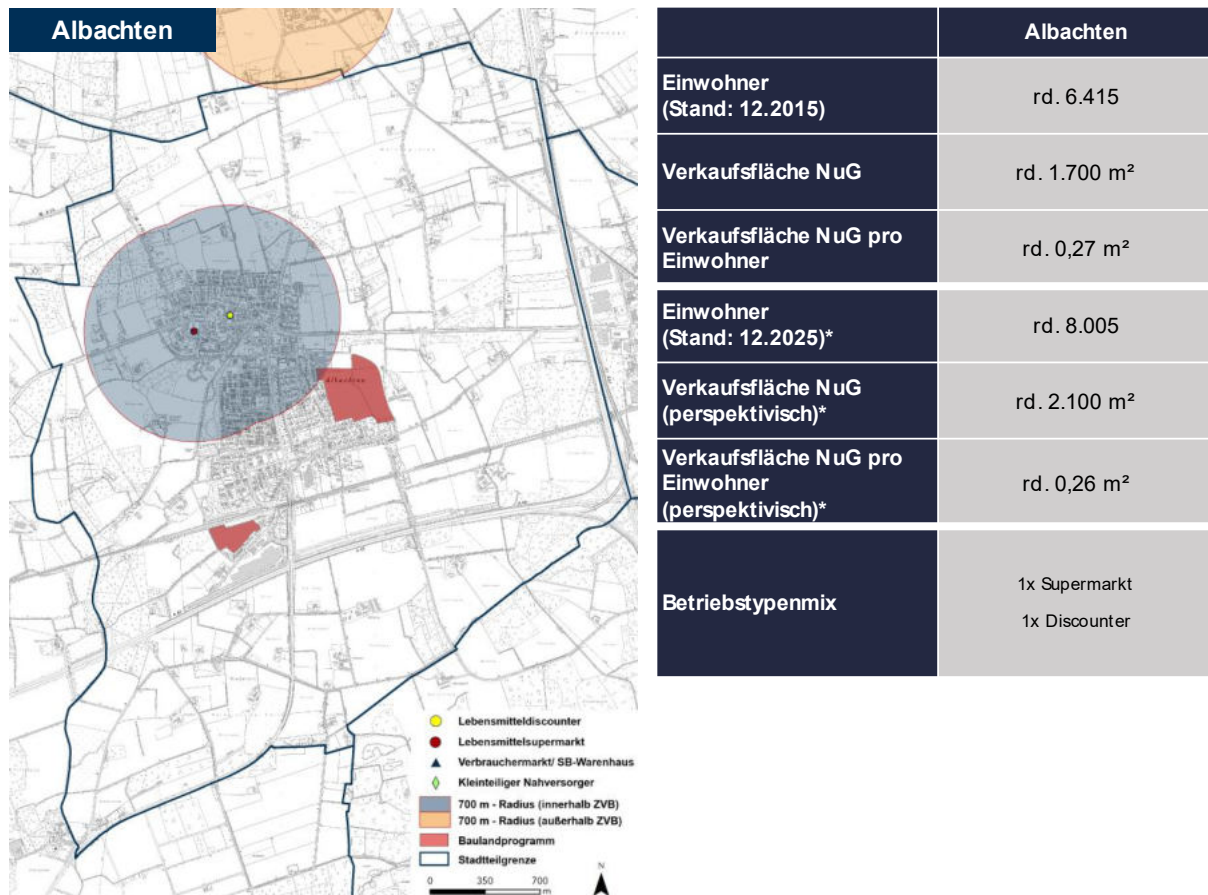 Albachten
Albachten
Einwohner
(Stand: 12.2015)
rd. 6.415
Verkaufsfläche NuG
rd. 1.700 m²
Verkaufsfläche NuG pro
Einwohner
rd. 0,27 m²
Einwohner
(Stand: 12.2025)*
rd. 8.005
Verkaufsfläche NuG
(perspektivisch)*
rd. 2.100 m²
Verkaufsfläche NuG pro
Einwohner
(perspektivisch)*
rd. 0,26 m²
Betriebstypenmix
1x Supermarkt
1x Discounter
Lebensmitteldiscounter
Lebensmittelsupermarkt
Verbrauchermarkt/ SB-Warenhaus
Kleinteiliger Nahversorger
700 m - Radius (innerhalb ZVB)
700 m - Radius (außerhalb ZVB)
Baulandprogramm
Stadtteilgrenze
N
0 350 700
m